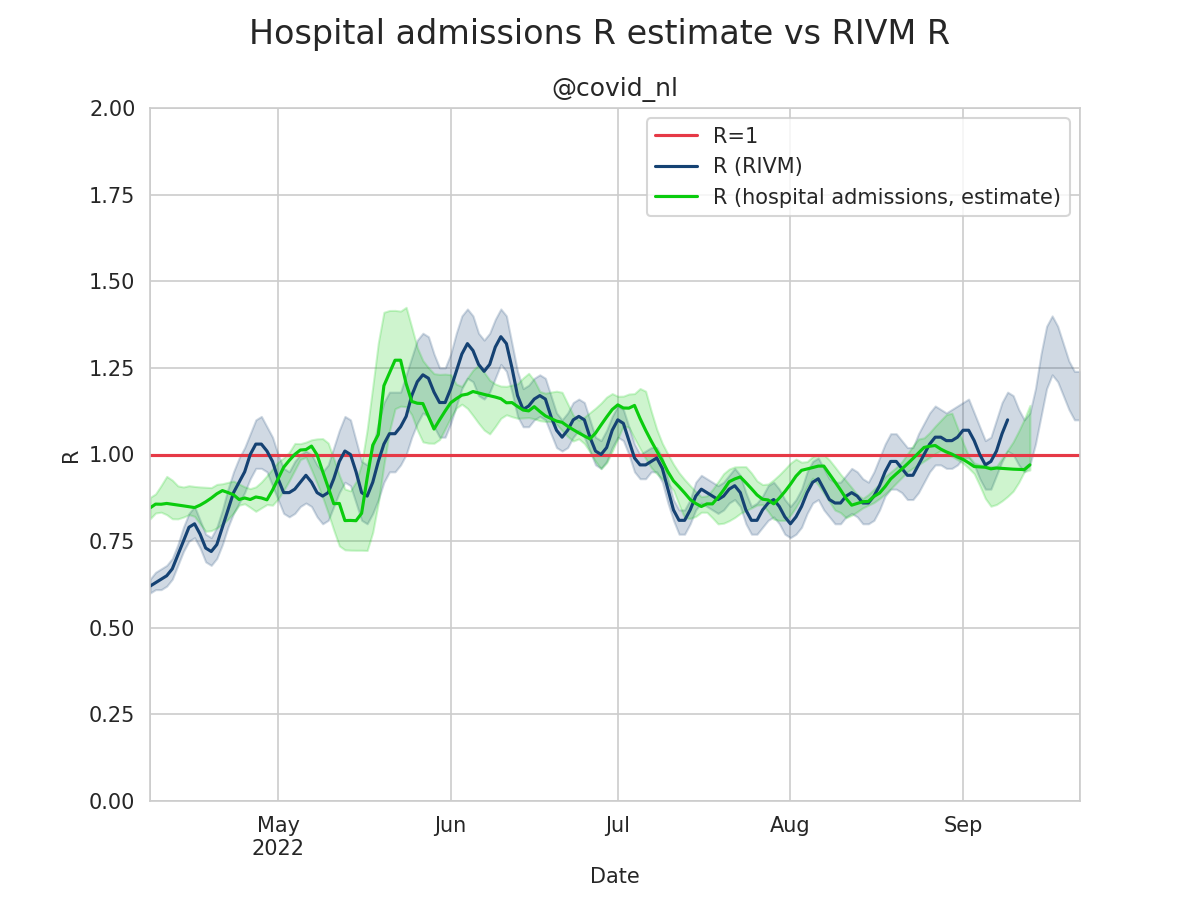 Hospital admissions R estimate vs RIVM R
@covid_nl
2.00
R=1
R (RIVM)
1.75
R (hospital admissions, estimate)
1.50
1.25
1.00
R
0.75
0.50
0.25
0.00
May Jun Jul Aug Sep
2022
Date